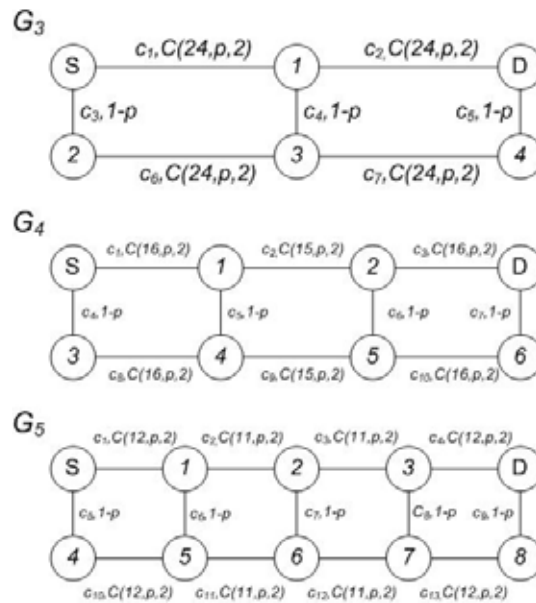 G3
c1,C(24,p,2) c2,C(24,p,2)
S 1 D
c3,1-p c4,1-p c5,1-p
2 3 4
c6,C(24,p,2) c7,C(24,p,2)
G4
c1,C(16,p,2) c2,C(15,p,2) c3,C(16,p,2)
S 1 2 D
c4,1-p c5,1-p c6,1-p c7,1-p
3 4 5 6
c8,C(16,p,2) c9,C(15,p,2) c10,C(16,p,2)
G5
c1,C(12,p,2) c2,C(11,p,2) c3,C(11,p,2) c4,C(12,p,2)
S 1 2 3 D
c5,1-p c6,1-p c7,1-p C8,1-p c9,1-p
4 5 6 7 8
c10,C(12,p,2) c11,C(11,p,2) c12,C(11,p,2) c13,C(12,p,2)